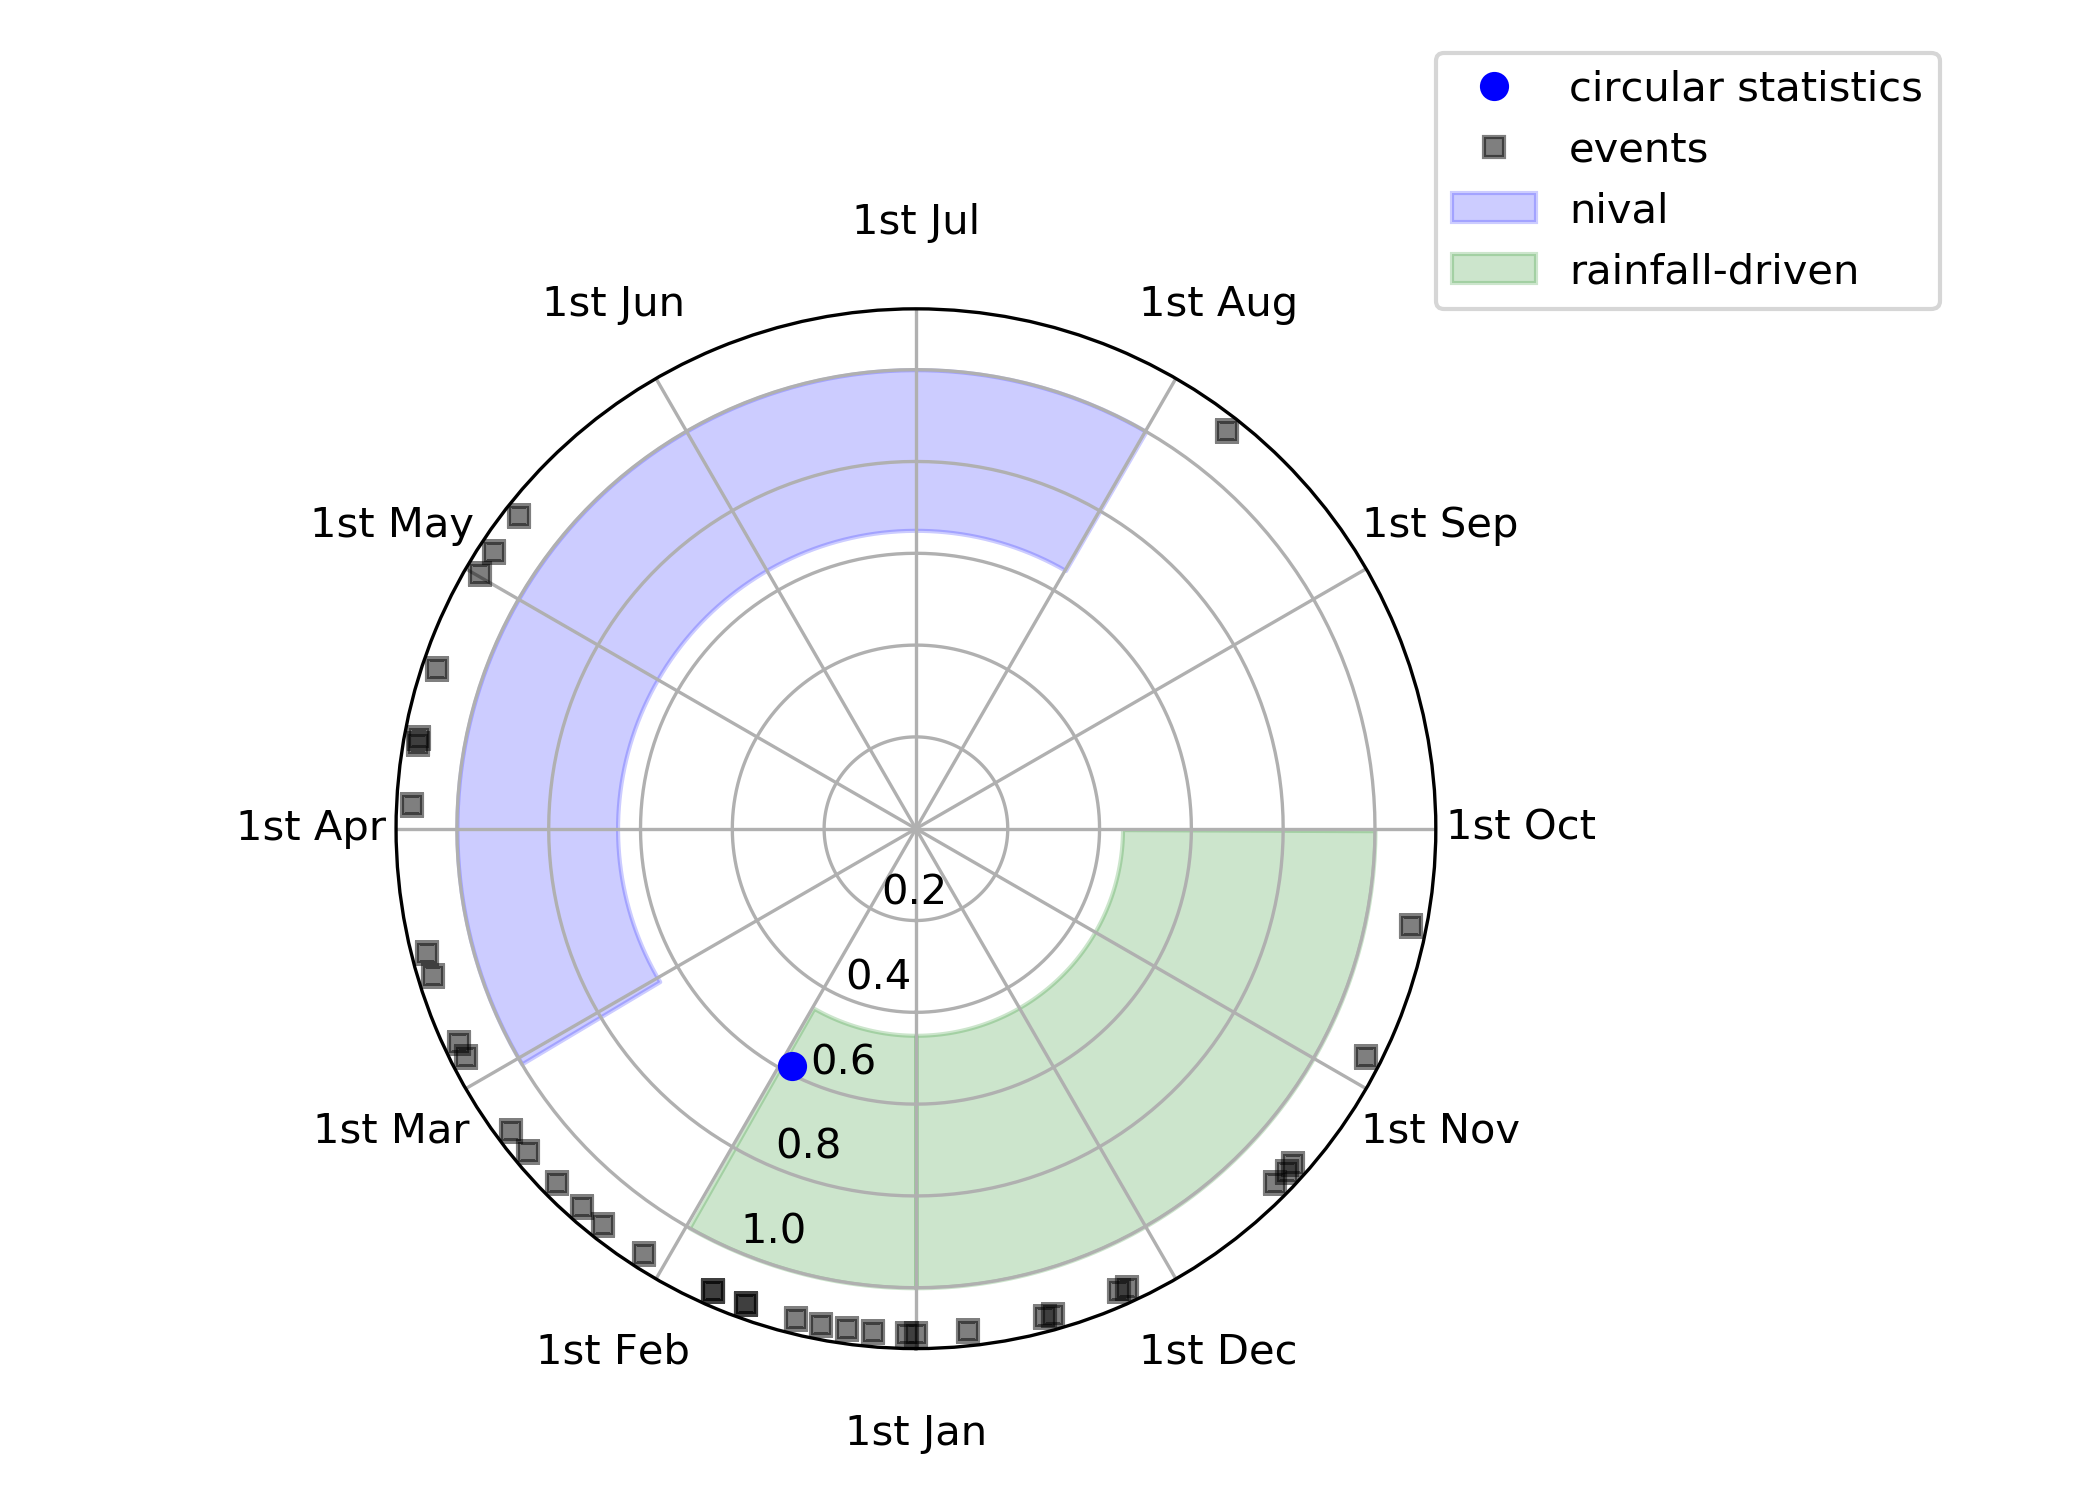 circular statistics
events
nival
rainfall-driven
1st Jul
1st Jun
1st Aug
1st May
1st Sep
1st Apr
1st Oct
0.2
0.4
0.6
1st Mar
1st Nov
0.8
1.0
1st Feb
1st Dec
1st Jan